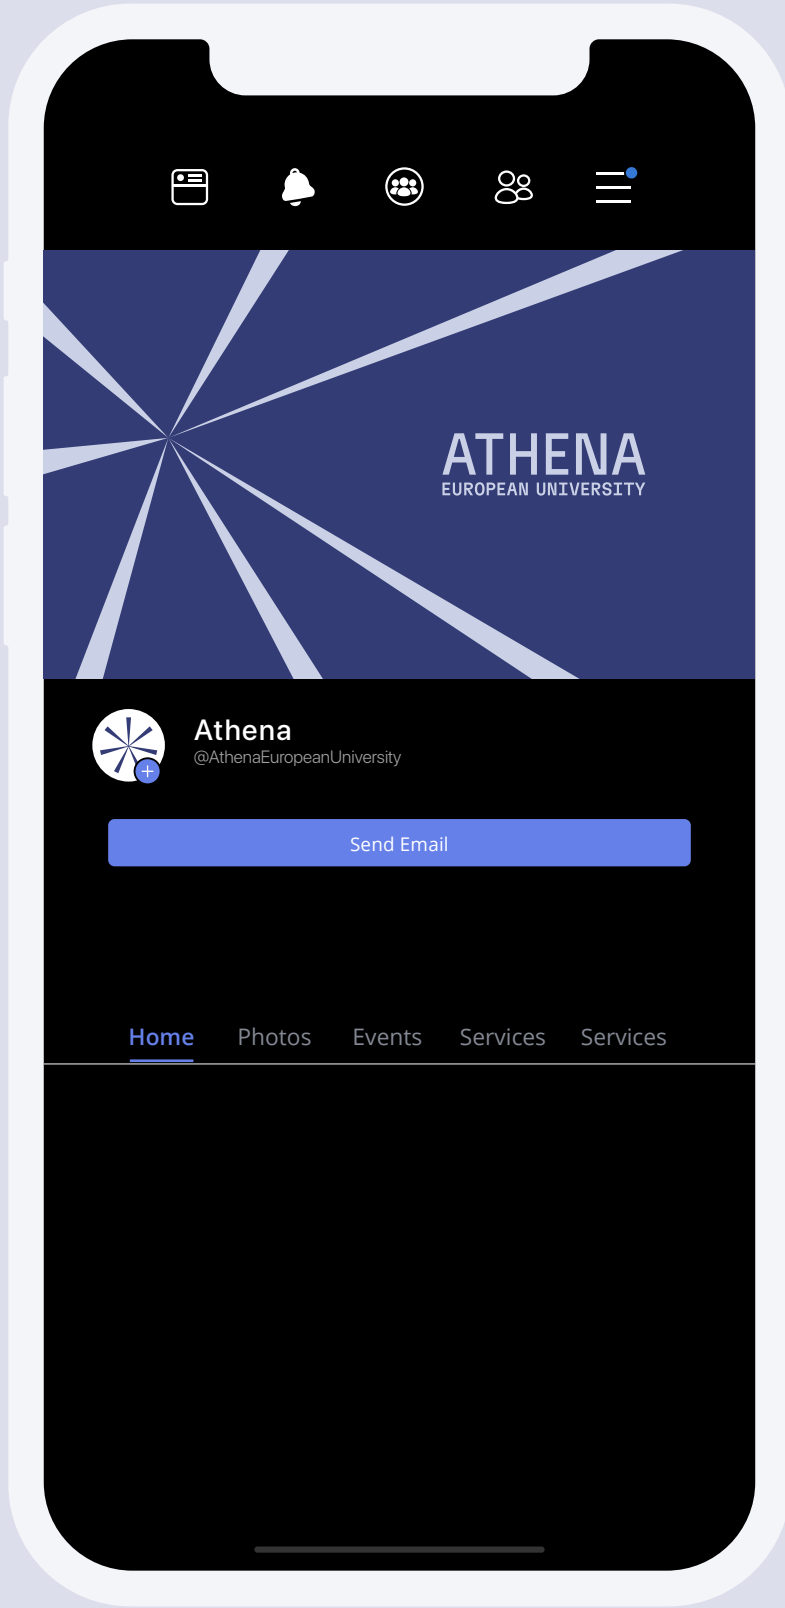 ATHENA
EUROPEAN UNIVERSITY
Athena
@AthenaEuropeanUniversity
Send Email
Home Photos Events Services Services